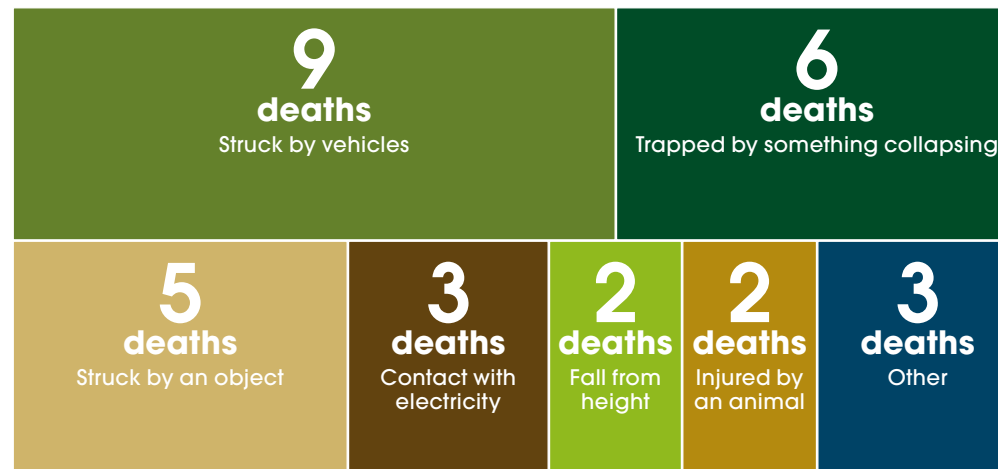 9
deaths
Struck by vehicles
6
deaths
Trapped by something collapsing
5
deaths
Struck by an object
3
deaths
Contact with
electricity
2
deaths
Fall from
height
2
deaths
Injured by
an animal
3
deaths
Other